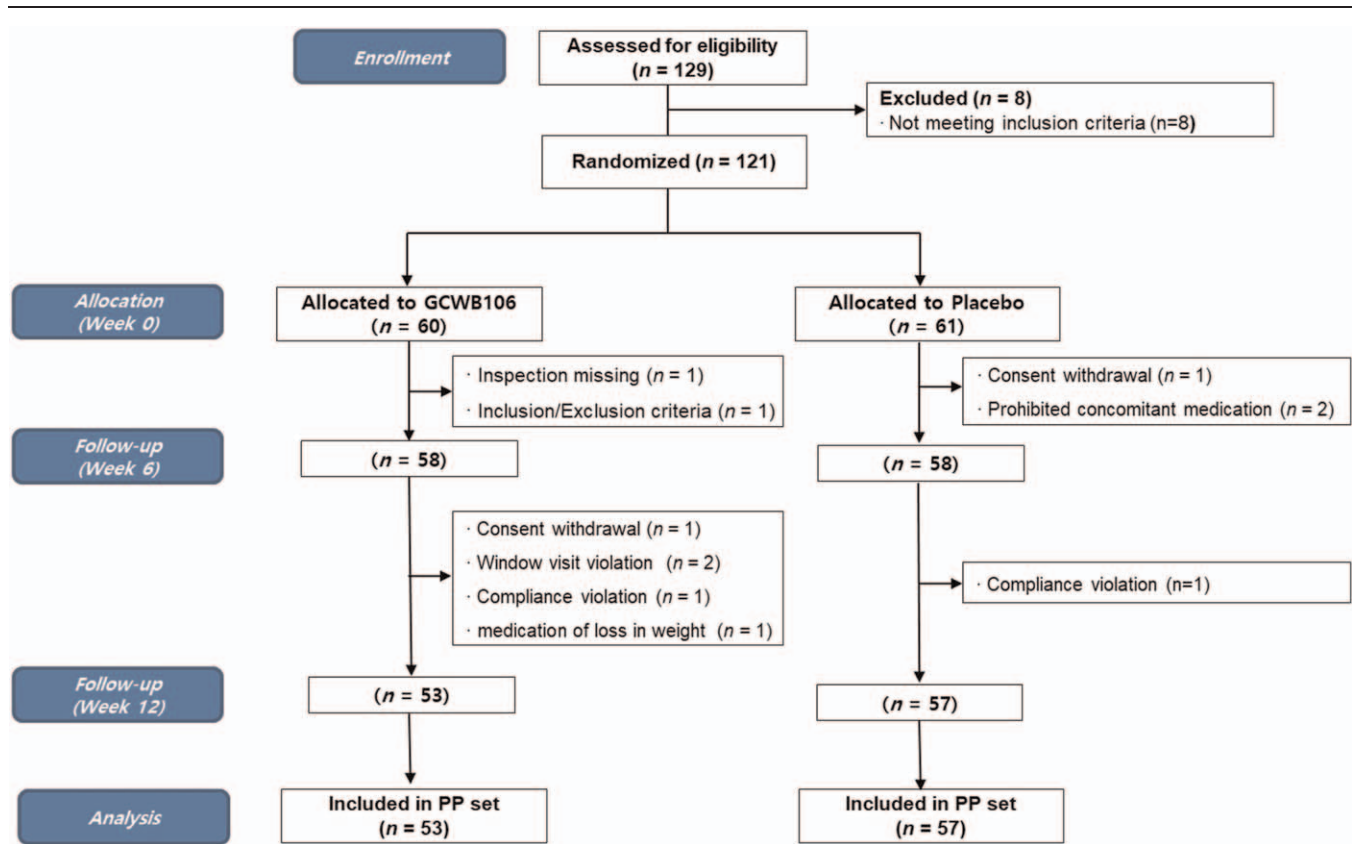 Enrollment
Assessed for eligibility
(n = 129)
Excluded (n = 8)
· Not meeting inclusion criteria (n=8)
Randomized (n = 121)
Allocation
(Week 0)
Allocated to GCWB106
(n = 60)
Allocated to Placebo
(n = 61)
· Inspection missing (n = 1)
· Inclusion/Exclusion criteria (n = 1)
· Consent withdrawal (n = 1)
· Prohibited concomitant medication (n = 2)
Follow-up
(Week 6)
(n = 58)
(n = 58)
· Consent withdrawal (n = 1)
· Window visit violation (n = 2)
· Compliance violation (n = 1)
· medication of loss in weight (n = 1)
· Compliance violation (n=1)
Follow-up
(Week 12)
(n = 53)
(n = 57)
Analysis
Included in PP set
(n = 53)
Included in PP set
(n = 57)